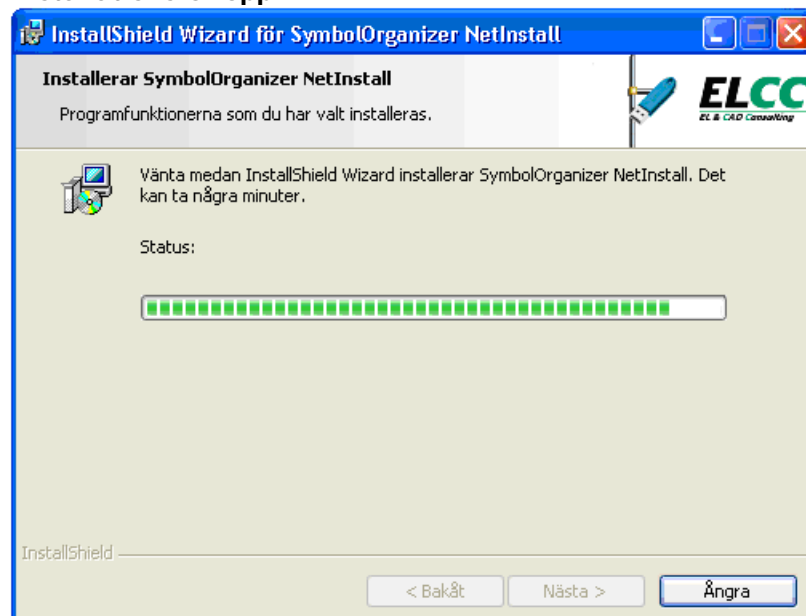 InstallShield Wizard för SymbolOrganizer NetInstall
Installerar SymbolOrganizer NetInstall
Programfunktionerna som du har valt installeras.
ELCC
EL & CAD Consulting
Vänta medan InstallShield Wizard installerar SymbolOrganizer NetInstall. Det
kan ta några minuter.
Status:
InstallShield
< Bakåt
Nästa >
Ångra